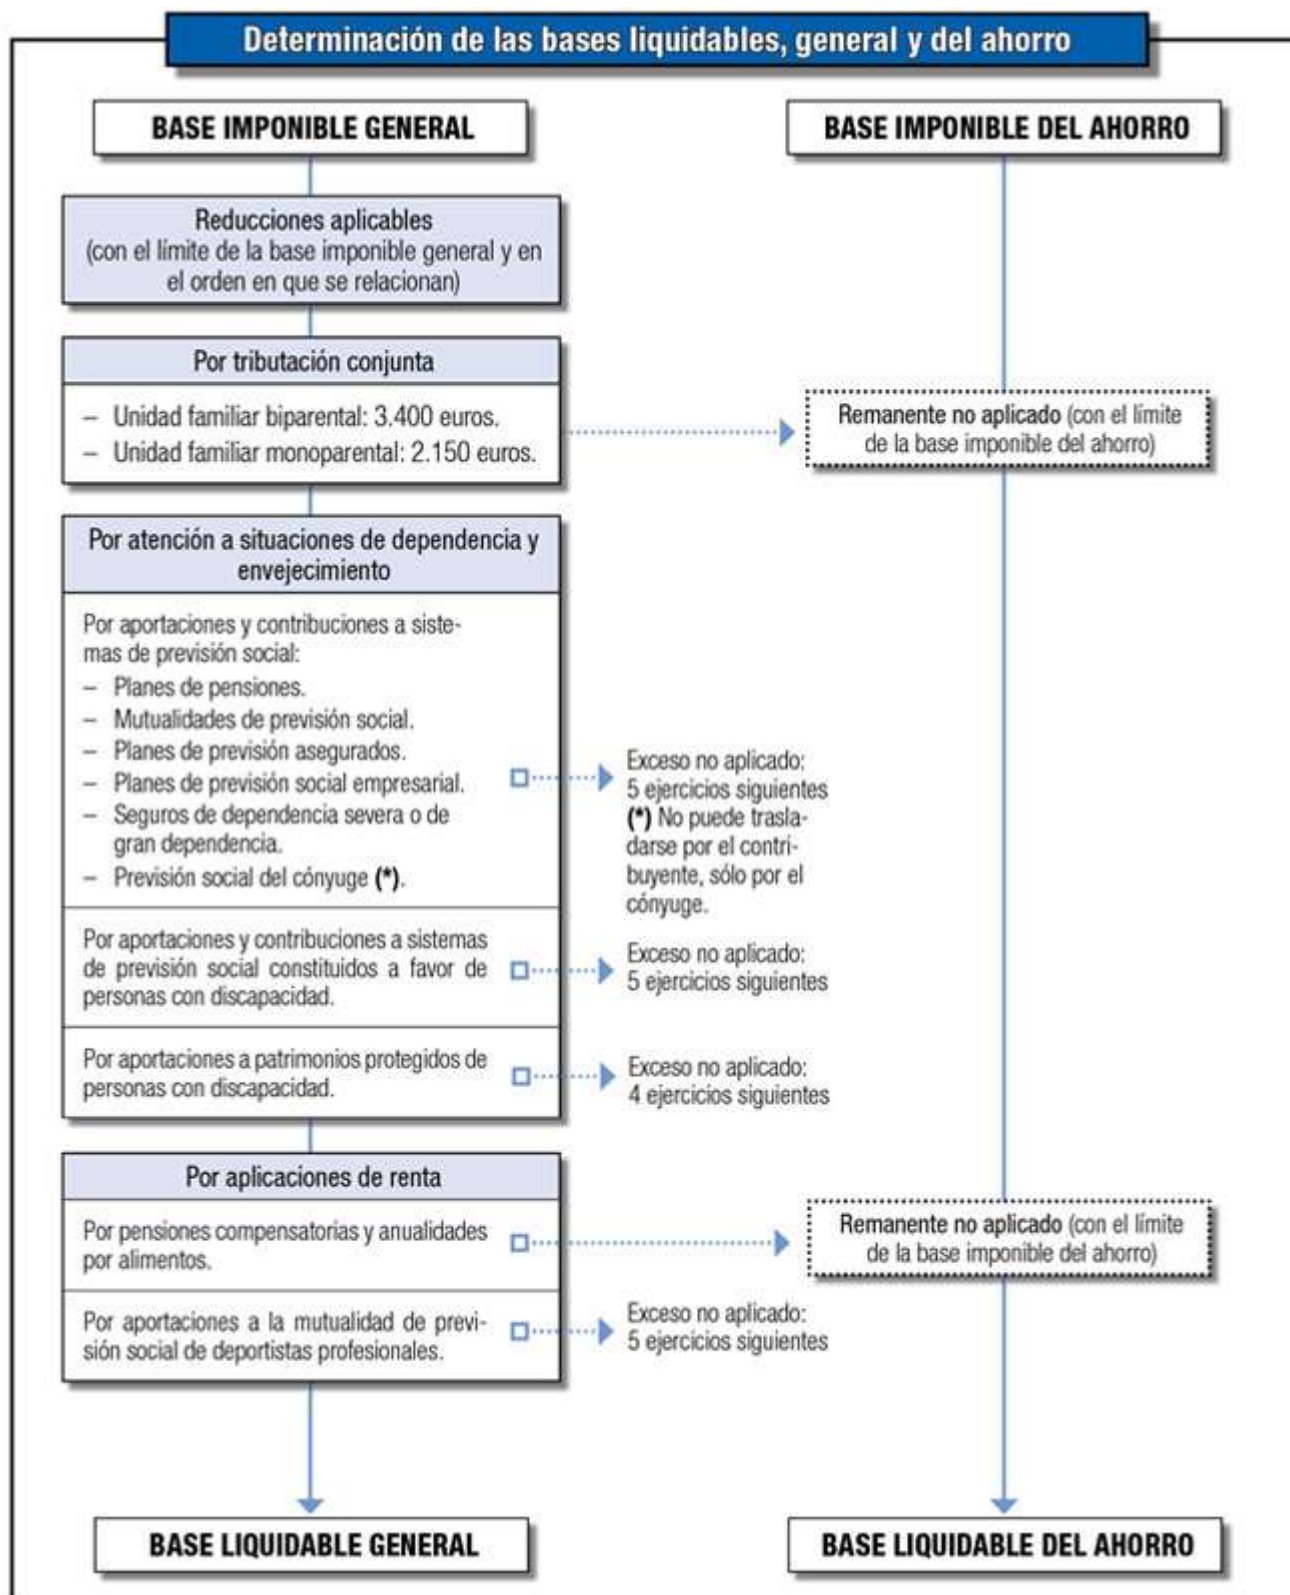 Determinación de las bases liquidables, general y del ahorro
BASE IMPONIBLE GENERAL
BASE IMPONIBLE DEL AHORRO
Reducciones aplicables
(con el límite de la base imponible general y en
el orden en que se relacionan)
Por tributación conjunta
– Unidad familiar biparental: 3.400 euros.
– Unidad familiar monoparental: 2.150 euros.
Remanente no aplicado (con el límite
de la base imponible del ahorro)
Por atención a situaciones de dependencia y
envejecimiento
Por aportaciones y contribuciones a siste-
mas de previsión social:
– Planes de pensiones.
– Mutualidades de previsión social.
– Planes de previsión asegurados.
– Planes de previsión social empresarial.
– Seguros de dependencia severa o de
gran dependencia.
– Previsión social del cónyuge (*).
Exceso no aplicado:
5 ejercicios siguientes
(*) No puede trasla-
darse por el contri-
buyente, sólo por el
cónyuge.
Por aportaciones y contribuciones a sistemas
de previsión social constituidos a favor de
personas con discapacidad.
Exceso no aplicado:
5 ejercicios siguientes
Por aportaciones a patrimonios protegidos de
personas con discapacidad.
Exceso no aplicado:
4 ejercicios siguientes
Por aplicaciones de renta
Por pensiones compensatorias y anualidades
por alimentos.
Remanente no aplicado (con el límite
de la base imponible del ahorro)
Por aportaciones a la mutualidad de previ-
sión social de deportistas profesionales.
Exceso no aplicado:
5 ejercicios siguientes
BASE LIQUIDABLE GENERAL
BASE LIQUIDABLE DEL AHORRO